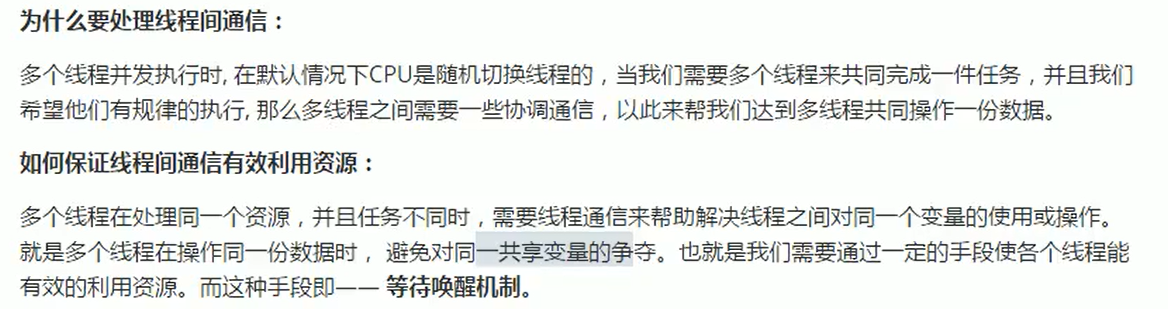 为什么要处理线程间通信：
多个线程并发执行时, 在默认情况下CPU是随机切换线程的，当我们需要多个线程来共同完成一件任务，并且我们
希望他们有规律的执行, 那么多线程之间需要一些协调通信，以此来帮我们达到多线程共同操作一份数据。
如何保证线程间通信有效利用资源：
多个线程在处理同一个资源，并且任务不同时，需要线程通信来帮助解决线程之间对同一个变量的使用或操作。
就是多个线程在操作同一份数据时， 避免对同一共享变量的争夺。也就是我们需要通过一定的手段使各个线程能
有效的利用资源。而这种手段即—— 等待唤醒机制。